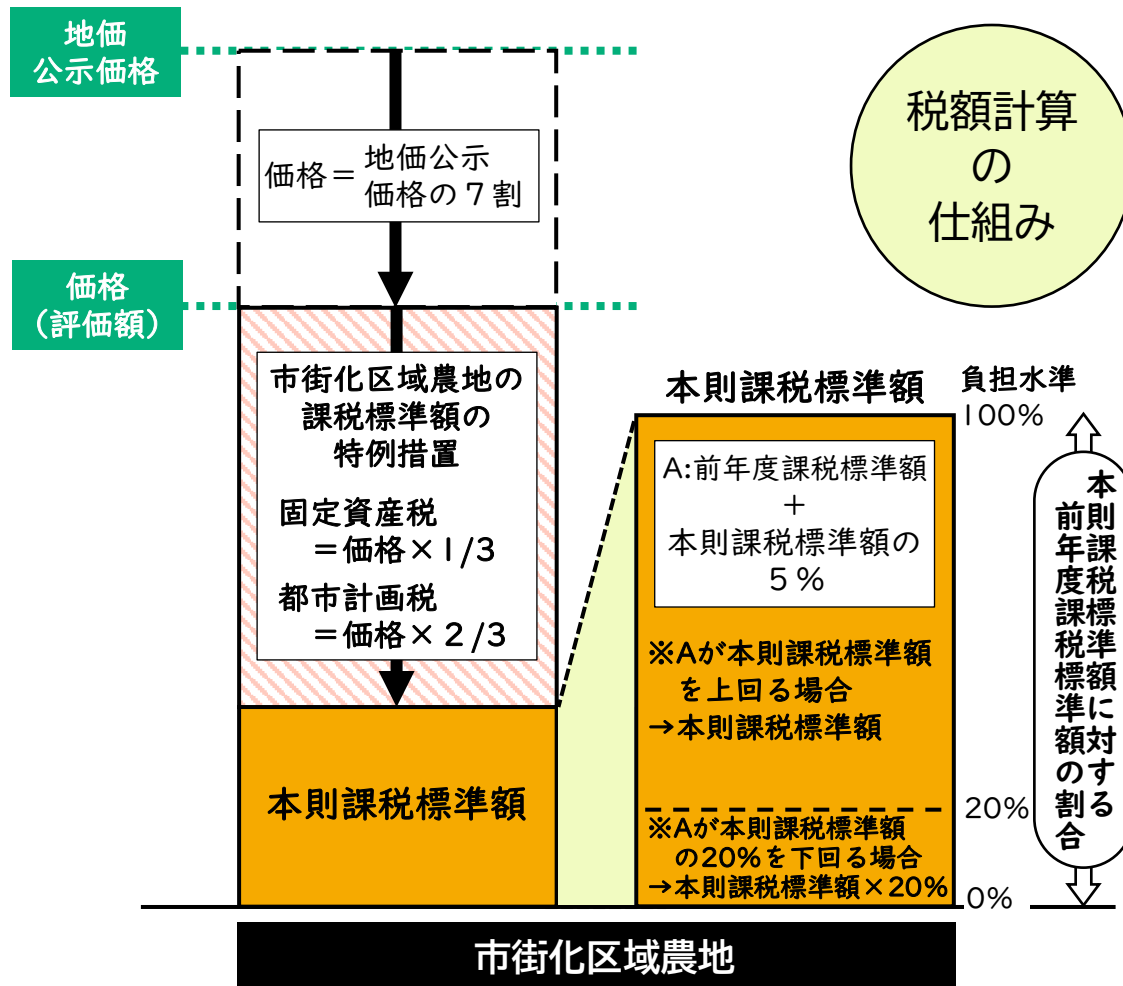 地価
公示価格
税額計算
の
仕組み
価格＝地価公示
価格の７割
価格
（評価額）
市街化区域農地の
課税標準額の
特例措置
固定資産税
＝価格×1/3
都市計画税
＝価格×２/3
本則課税標準額
本則課税標準額
A:前年度課税標準額
＋
本則課税標準額の
５％
※Aが本則課税標準額
を上回る場合
→本則課税標準額
※Aが本則課税標準額
の20%を下回る場合
→本則課税標準額×20%
負担水準
100%
20%
0%
本則課税標準額に対する
前年度課税標準額の割合
市街化区域農地